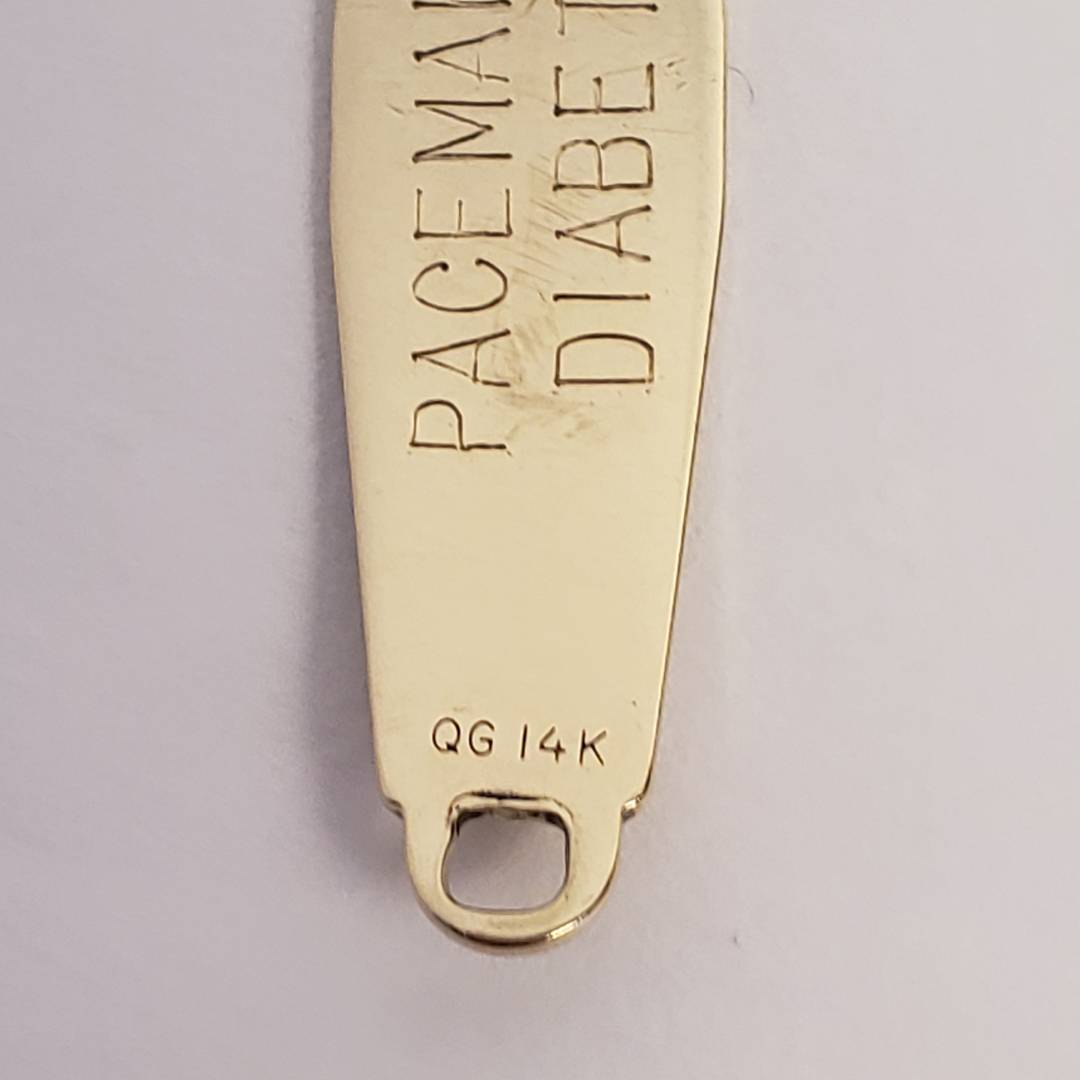 PACEMA
DIABET
QG 14K